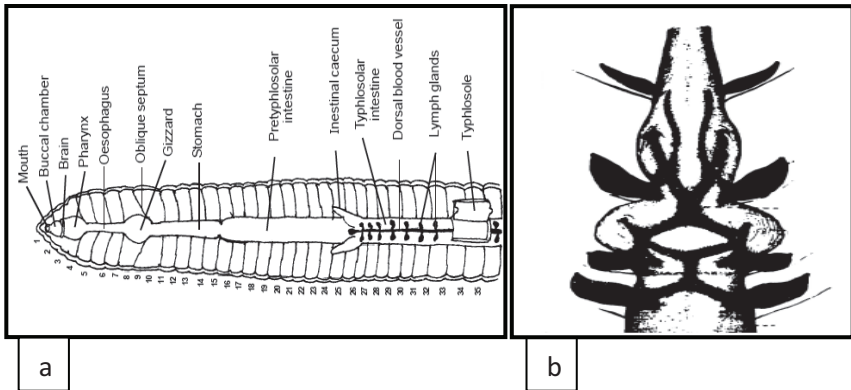 Mouth
Buccal chamber
Brain
Pharynx
Oesophagus
Oblique septum
Gizzard
Stomach
Pretyphlosolar
intestine
Inestinal caecum
Typhlosolar
intestine
Dorsal blood vessel
Lymph glands
Typhlosole
1
2
3
4
5
6
7
8
9
10
11
12
13
14
15
16
17
18
19
20
21
22
23
24
25
26
27
28
29
30
31
32
33
34
35
a
b